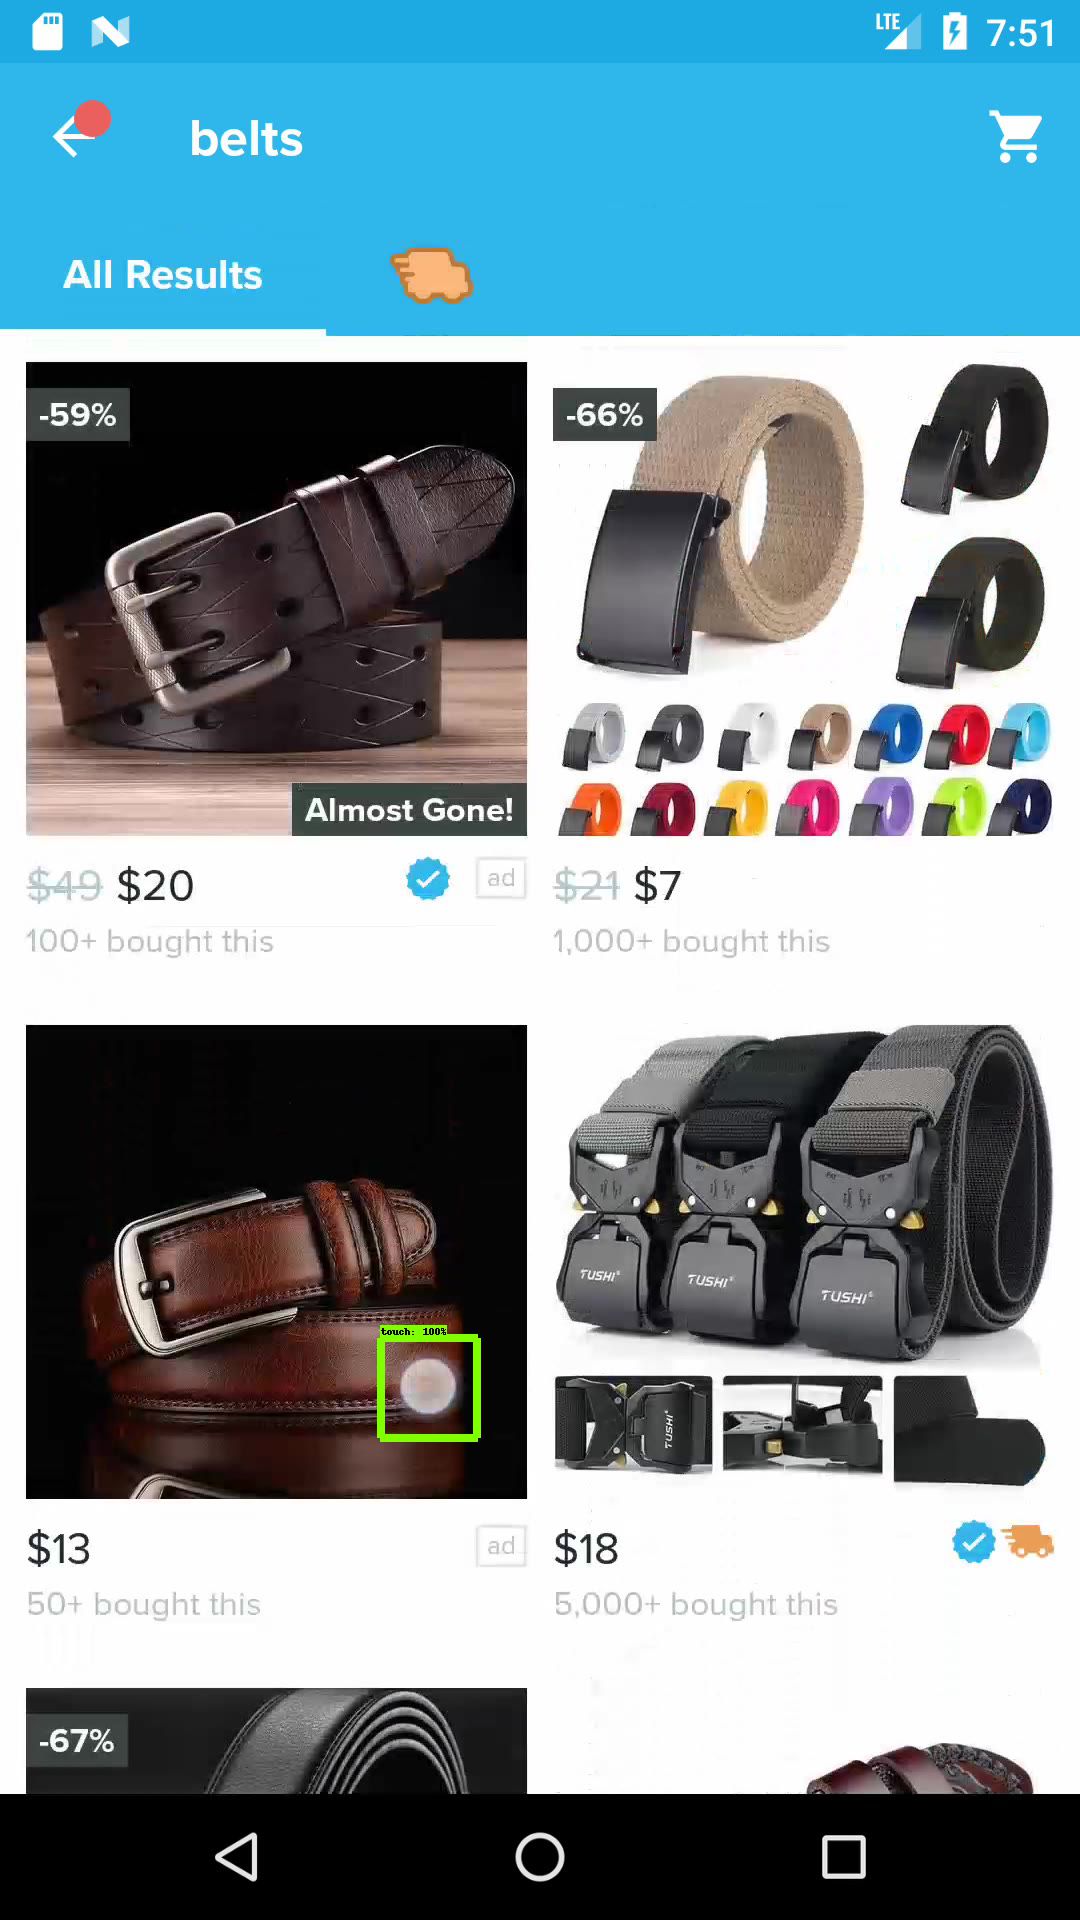 LTE 7:51
belts
All Results
-59%
-66%
Almost Gone!
$49 $20 ad
$21 $7
100+ bought this
1,000+ bought this
touch: 100%
TUSHI
TUSHI
TUSHI
TUSHI
$13 ad
$18
50+ bought this
5,000+ bought this
-67%